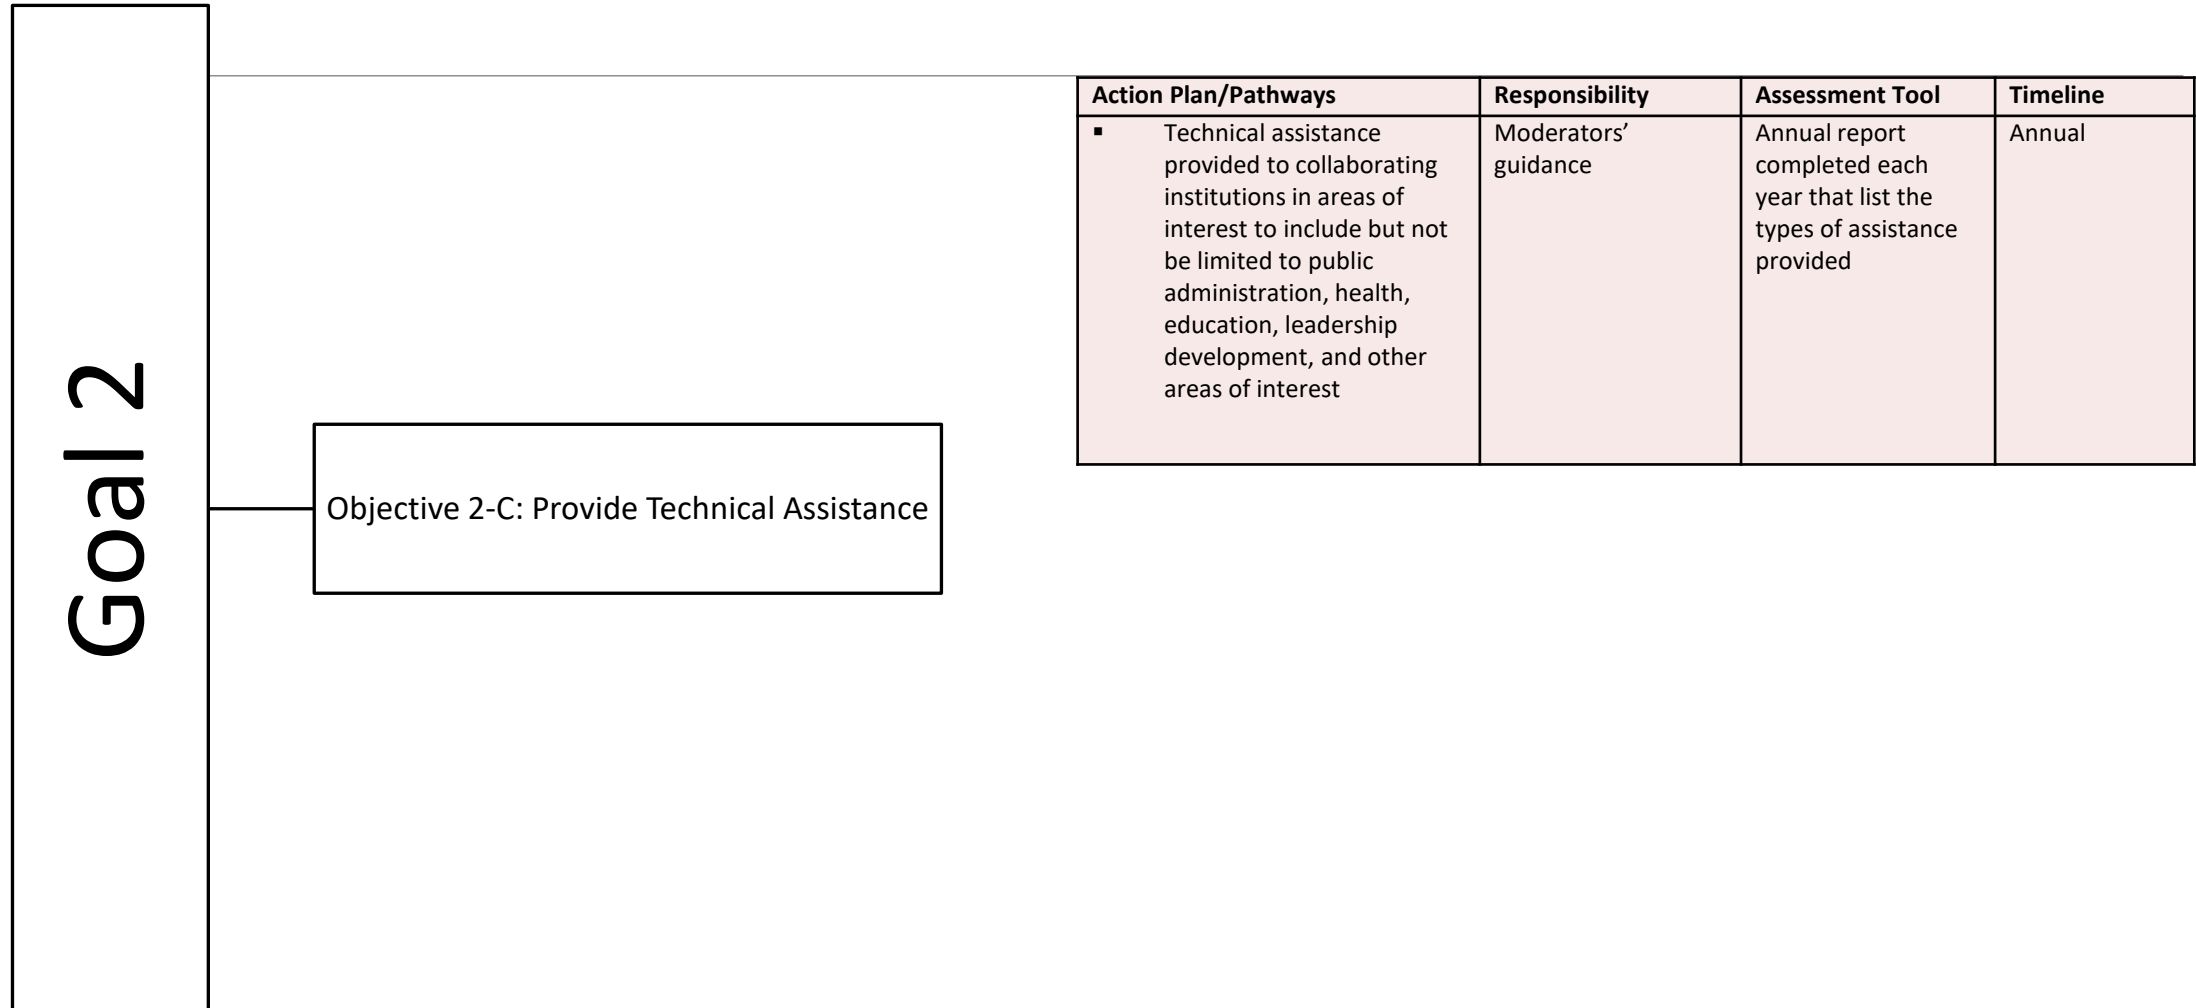 Goal 2
Objective 2-C: Provide Technical Assistance
Action Plan/Pathways
Responsibility
Assessment Tool
Timeline
▪ Technical assistance
provided to collaborating
institutions in areas of
interest to include but not
be limited to public
administration, health,
education, leadership
development, and other
areas of interest
Moderators’
guidance
Annual report
completed each
year that list the
types of assistance
provided
Annual